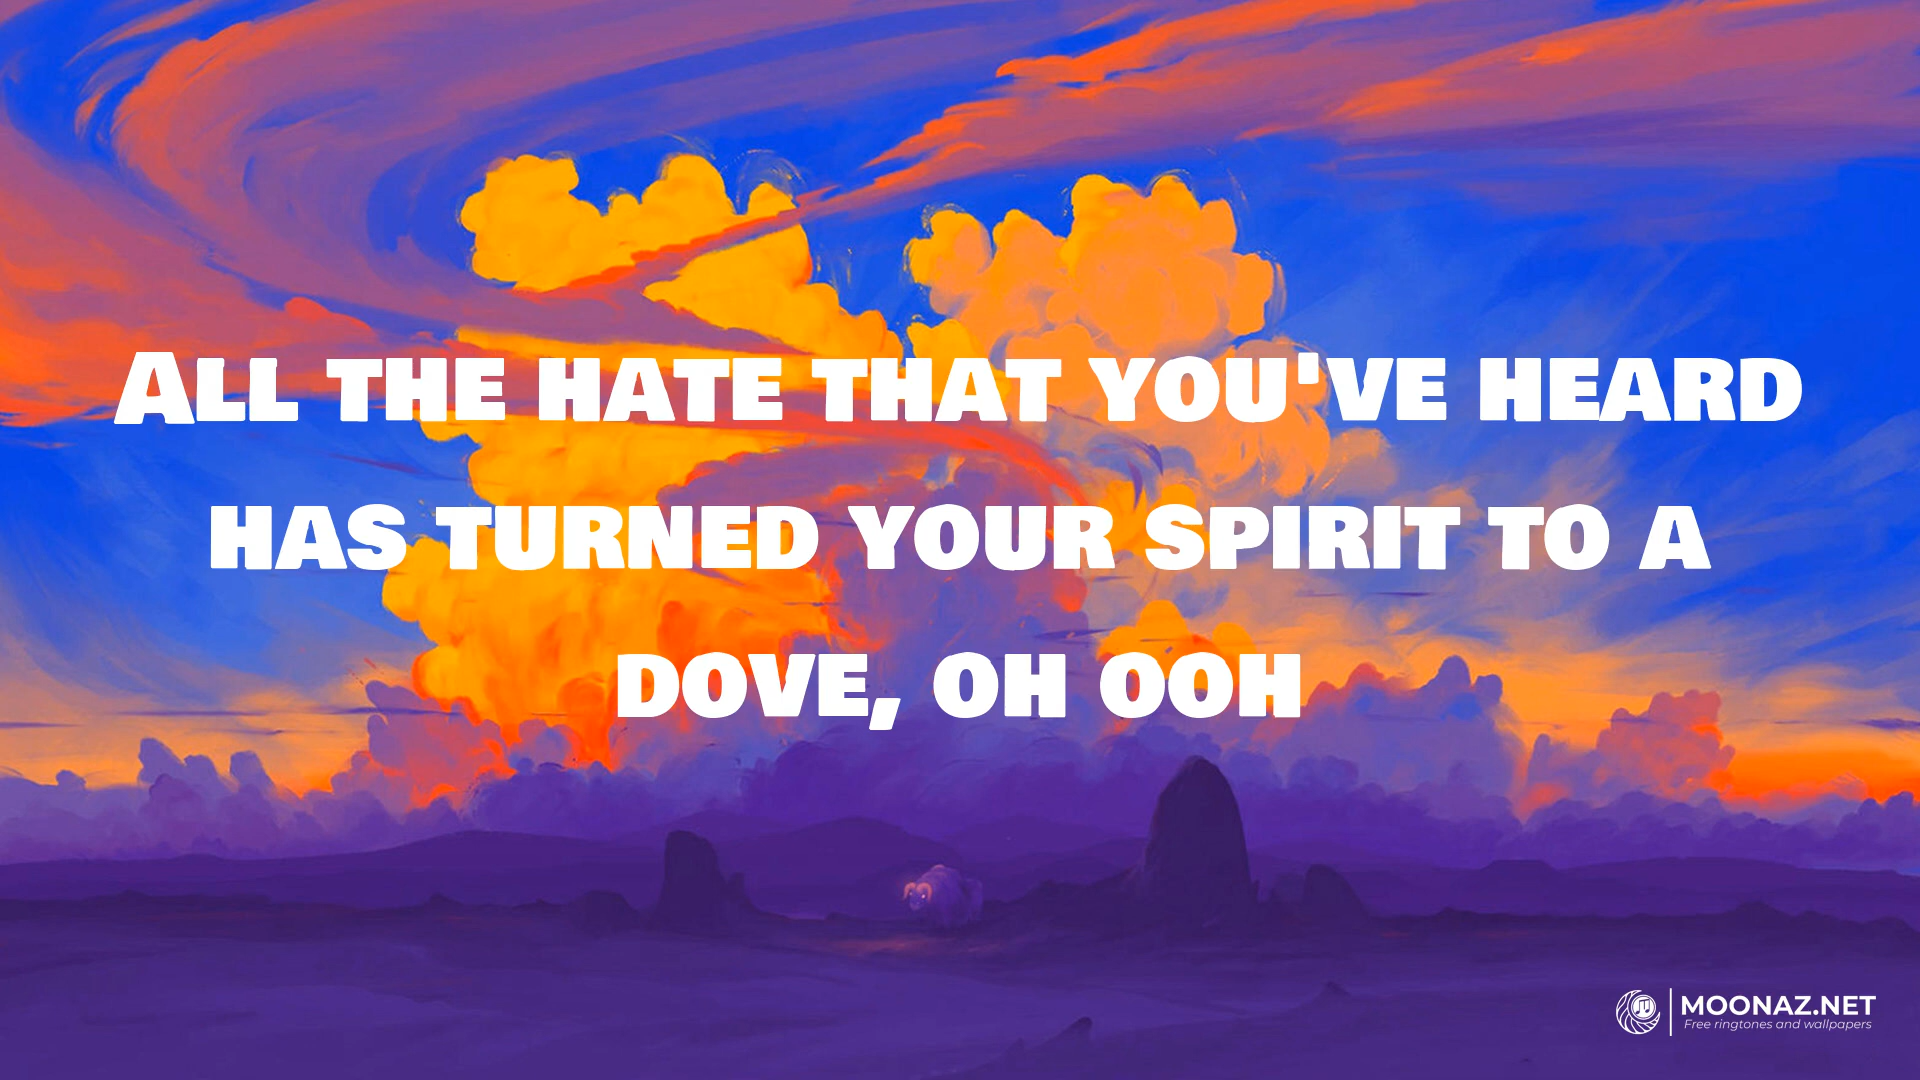 All the hate that you've heard
has turned your spirit to a
dove, oh ooh
MOONAZ.NET
Free ringtones and wallpapers